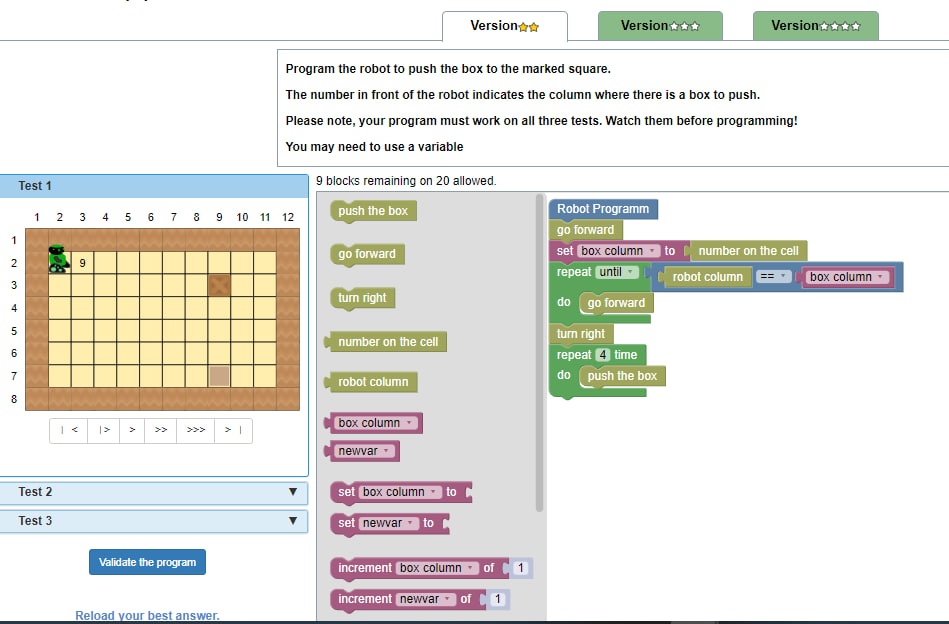 Version
Version
Version
Program the robot to push the box to the marked square.
The number in front of the robot indicates the column where there is a box to push.
Please note, your program must work on all three tests. Watch them before programming!
You may need to use a variable
9 blocks remaining on 20 allowed.
Test 1
1 2 3 4 5 6 7 8 9 10 11 12
1
2 9
3
4
5
6
7
8
| < | > > >> >>> > |
Test 2 ▼
Test 3 ▼
Validate the program
Reload your best answer.
push the box
go forward
turn right
number on the cell
robot column
box column
newvar
set box column to
set newvar to
increment box column of 1
increment newvar of 1
Robot Programm
go forward
set box column to number on the cell
repeat until robot column == box column
do go forward
turn right
repeat 4 time
do push the box